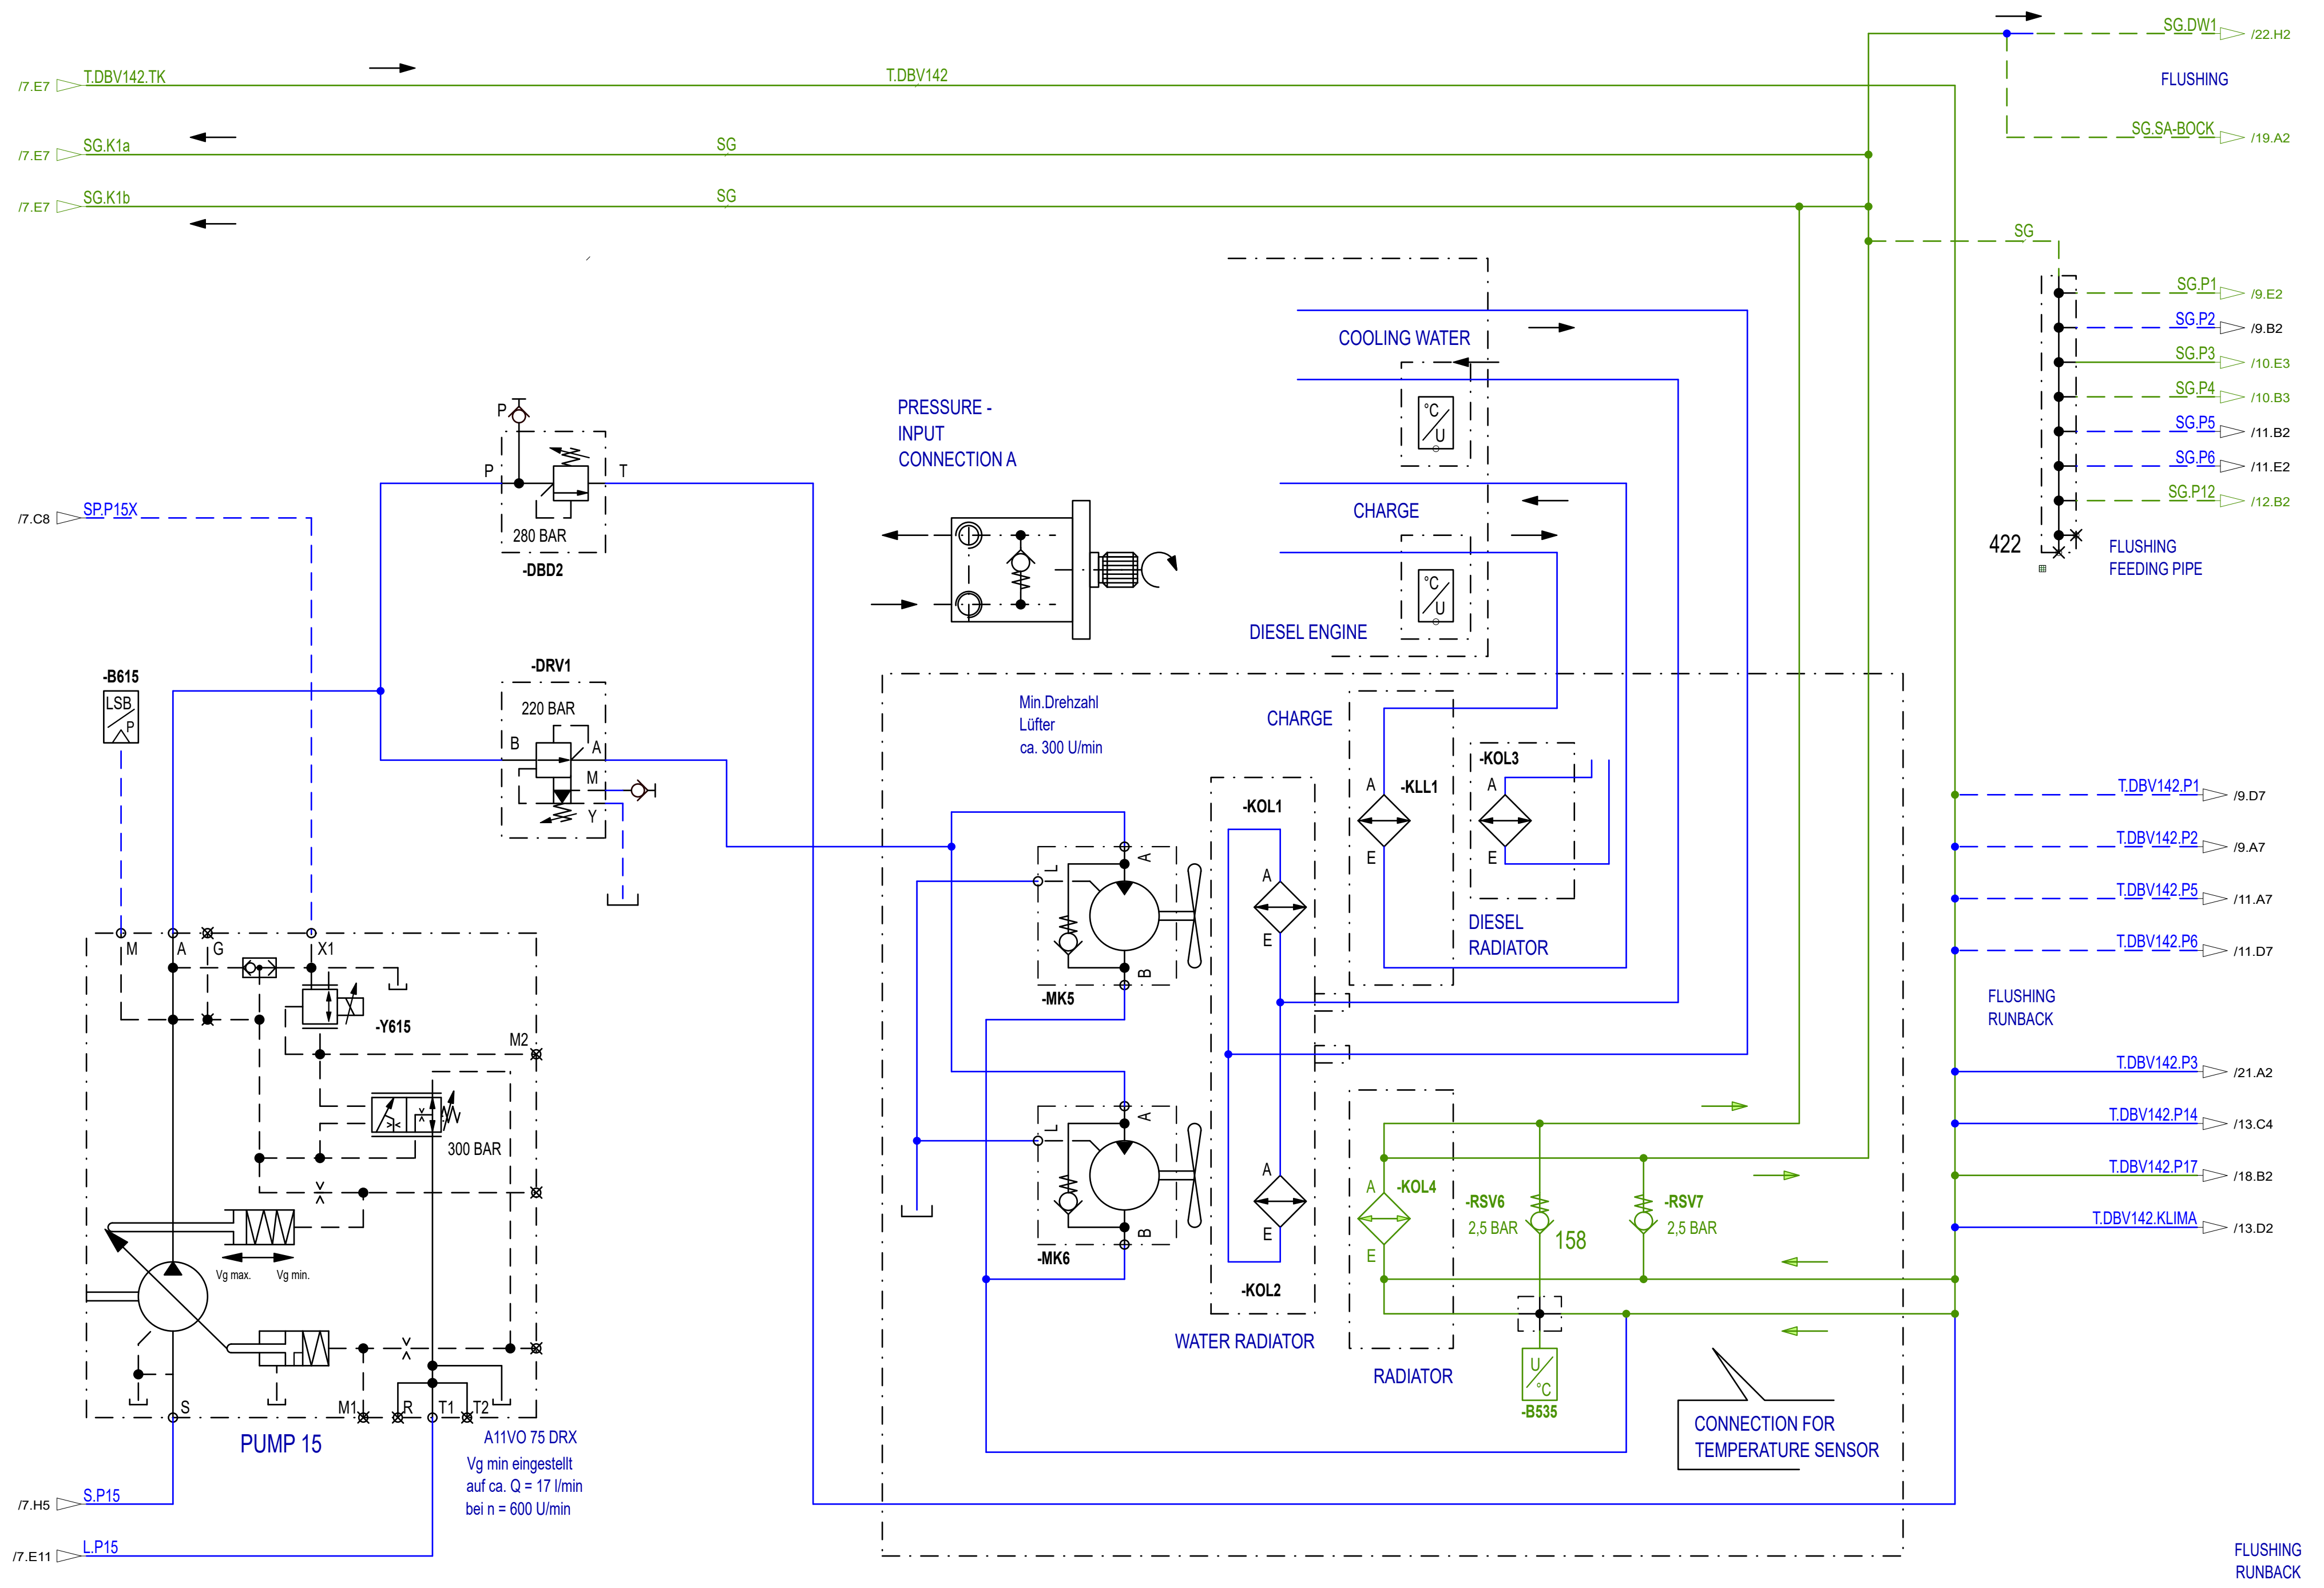 SG.DW1
/22.H2
T.DBV142.TK
T.DBV142
/7.E7
FLUSHING
SG.SA-BOCK
/19.A2
SG.K1a
SG
/7.E7
SG.K1b
SG
/7.E7
SG
SG.P1
/9.E2
SG.P2
/9.B2
SG.P3
/10.E3
SG.P4
/10.B3
SG.P5
/11.B2
SG.P6
/11.E2
SG.P12
/12.B2
422
FLUSHING
FEEDING PIPE
COOLING WATER
°C
U
CHARGE
°C
U
DIESEL ENGINE
PRESSURE -
INPUT
CONNECTION A
P
P
T
280 BAR
-DBD2
SP.P15X
/7.C8
-B615
LSB
P
-DRV1
220 BAR
B
A
M
Y
Min.Drehzahl
Lüfter
ca. 300 U/min
CHARGE
-KOL3
A
E
-KLL1
A
E
DIESEL
RADIATOR
-KOL1
A
E
A
B
-MK5
A
B
-MK6
A
E
-KOL2
WATER RADIATOR
A
-KOL4
E
RADIATOR
-RSV6
2,5 BAR
158
-RSV7
2,5 BAR
U
°C
-B535
CONNECTION FOR
TEMPERATURE SENSOR
T.DBV142.P1
/9.D7
T.DBV142.P2
/9.A7
T.DBV142.P5
/11.A7
T.DBV142.P6
/11.D7
FLUSHING
RUNBACK
T.DBV142.P3
/21.A2
T.DBV142.P14
/13.C4
T.DBV142.P17
/18.B2
T.DBV142.KLIMA
/13.D2
M
A
G
X1
-Y615
M2
300 BAR
Vg max.
Vg min.
S
M1
R
T1
T2
PUMP 15
A11VO 75 DRX
Vg min eingestellt
auf ca. Q = 17 l/min
bei n = 600 U/min
S.P15
/7.H5
L.P15
/7.E11
FLUSHING
RUNBACK